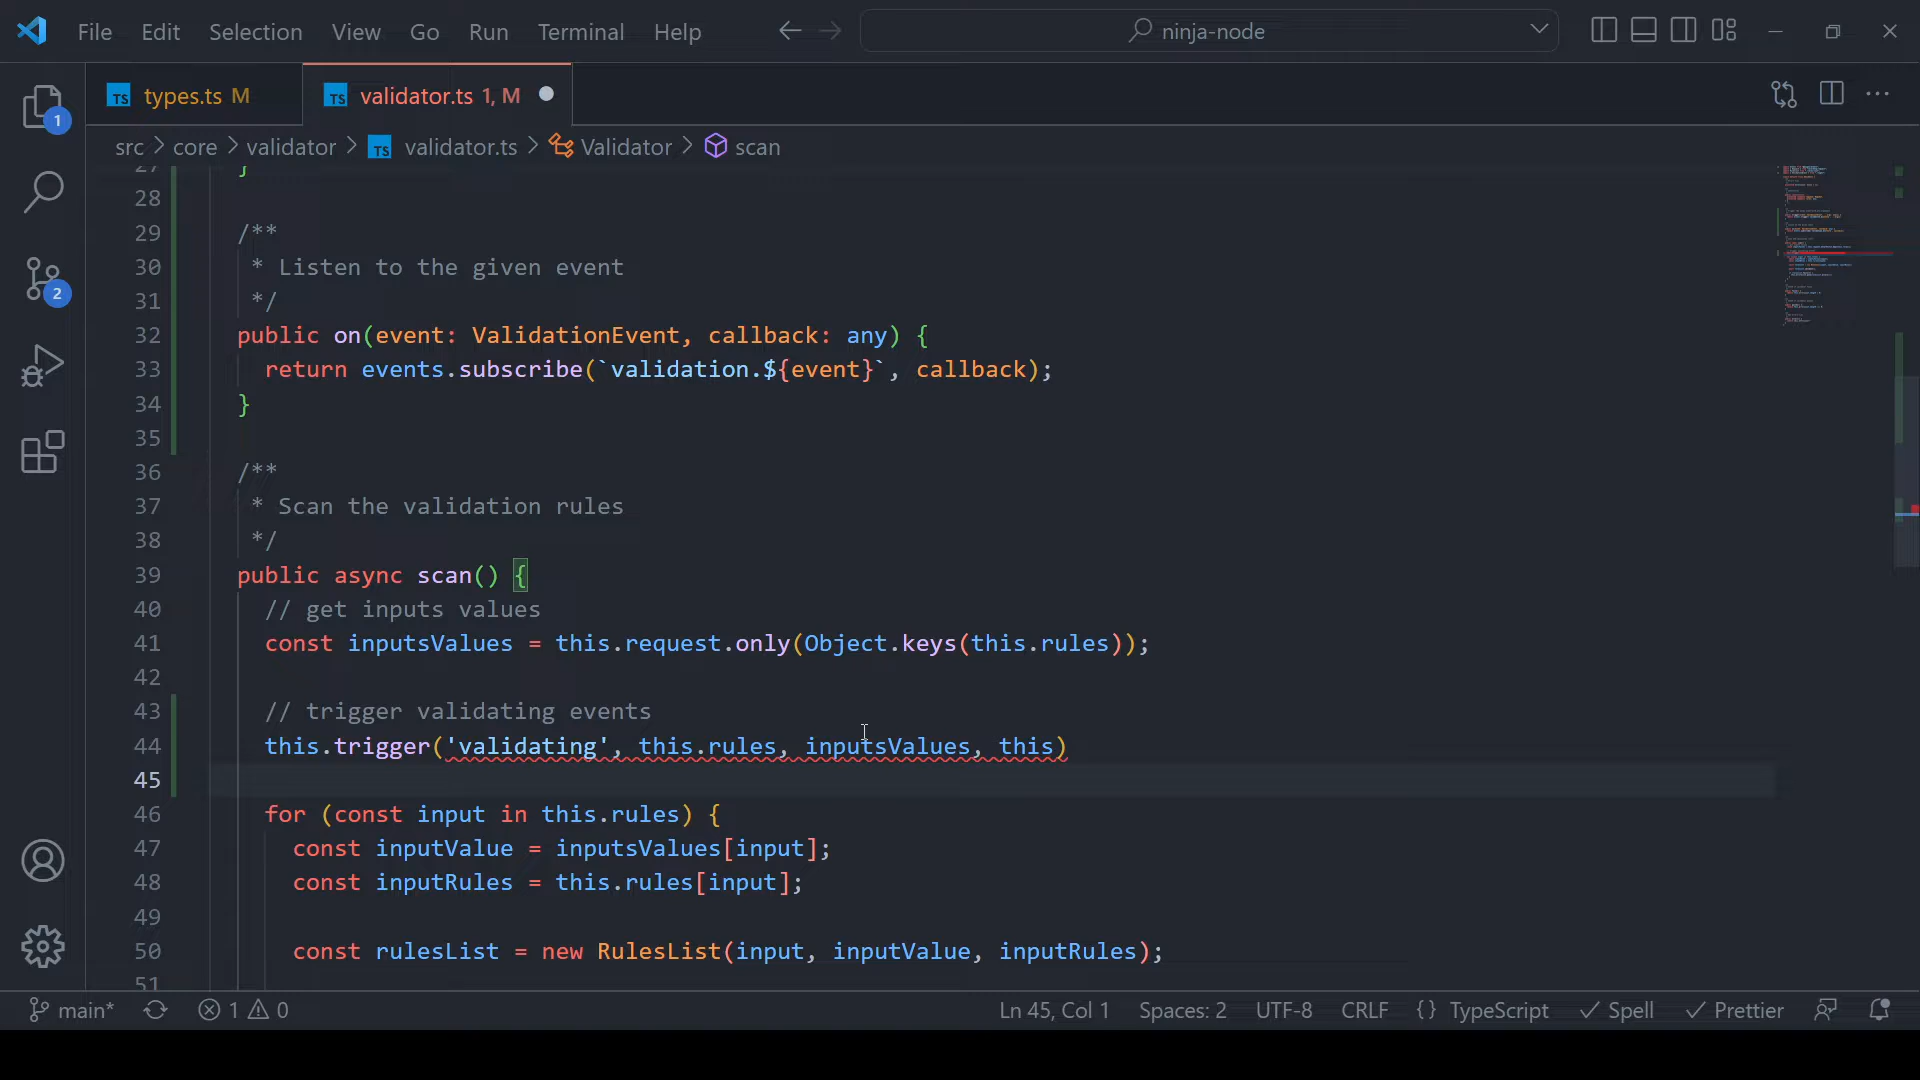 File Edit Selection View Go Run Terminal Help ninja-node
types.ts M validator.ts 1, M
src > core > validator > validator.ts > Validator > scan
27 }
28
29 /**
30 * Listen to the given event
31 */
32 public on(event: ValidationEvent, callback: any) {
33 return events.subscribe(`validation.${event}`, callback);
34 }
35
36 /**
37 * Scan the validation rules
38 */
39 public async scan() {
40 // get inputs values
41 const inputsValues = this.request.only(Object.keys(this.rules));
42
43 // trigger validating events
44 this.trigger('validating', this.rules, inputsValues, this)
45
46 for (const input in this.rules) {
47 const inputValue = inputsValues[input];
48 const inputRules = this.rules[input];
49
50 const rulesList = new RulesList(input, inputValue, inputRules);
51
1
2
main* 1 0 Ln 45, Col 1 Spaces: 2 UTF-8 CRLF {} TypeScript Spell Prettier